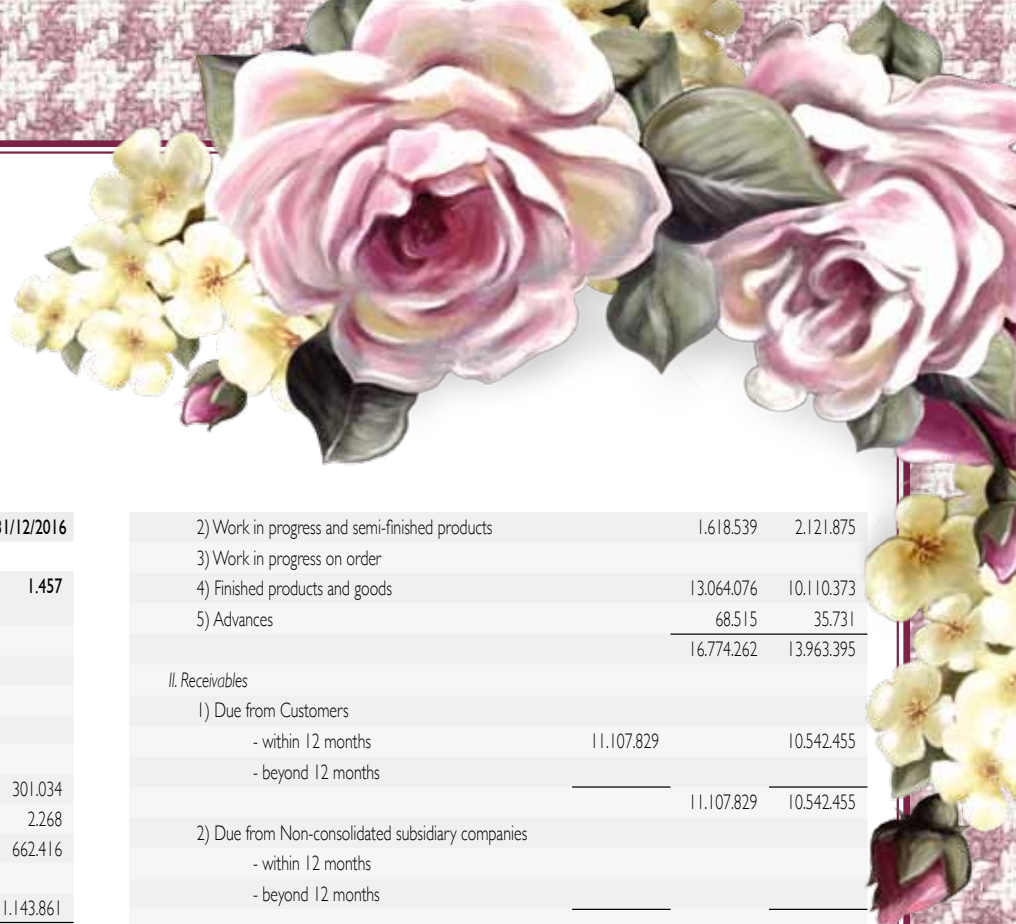 31/12/2016
1.457
301.034
2.268
662.416
1.143.861
2) Work in progress and semi-finished products 1.618.539 2.121.875
3) Work in progress on order
4) Finished products and goods 13.064.076 10.110.373
5) Advances 68.515 35.731
16.774.262 13.963.395
II. Receivables
1) Due from Customers
- within 12 months 11.107.829 10.542.455
- beyond 12 months
11.107.829 10.542.455
2) Due from Non-consolidated subsidiary companies
- within 12 months
- beyond 12 months